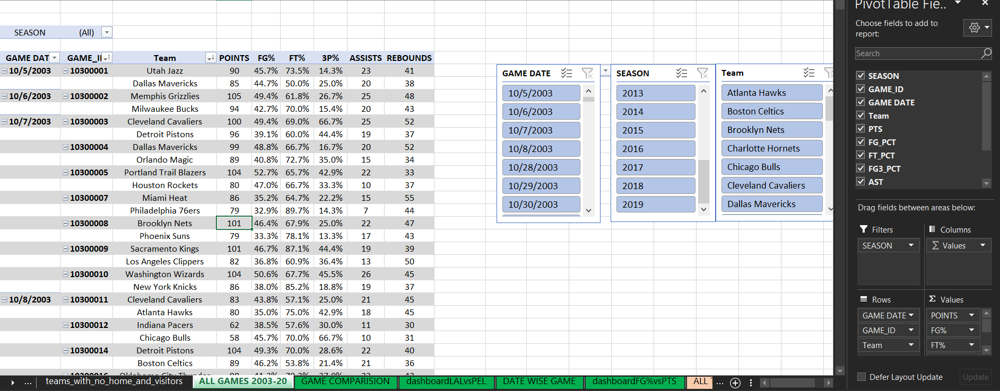 SEASON (All)
GAME DAT GAME_I Team POINTS FG% FT% 3P% ASSISTS REBOUNDS
10/5/2003 10300001 Utah Jazz 90 45.7% 73.5% 14.3% 23 41
Dallas Mavericks 85 44.7% 50.0% 25.0% 20 38
10/6/2003 10300002 Memphis Grizzlies 105 49.4% 61.8% 26.7% 25 48
Milwaukee Bucks 94 42.7% 70.0% 15.4% 20 43
10/7/2003 10300003 Cleveland Cavaliers 100 49.4% 69.0% 66.7% 25 52
Detroit Pistons 96 39.1% 60.0% 44.4% 19 37
10300004 Dallas Mavericks 99 48.8% 66.7% 16.7% 20 52
Orlando Magic 89 40.8% 72.7% 35.0% 15 34
10300005 Portland Trail Blazers 104 52.7% 65.7% 42.9% 22 33
Houston Rockets 80 47.0% 66.7% 33.3% 10 37
10300007 Miami Heat 86 35.2% 64.7% 22.2% 15 55
Philadelphia 76ers 79 32.9% 89.7% 14.3% 7 44
10300008 Brooklyn Nets 101 46.4% 67.9% 25.0% 22 47
Phoenix Suns 79 33.3% 78.1% 13.3% 17 43
10300009 Sacramento Kings 101 46.7% 87.1% 44.4% 19 39
Los Angeles Clippers 82 36.8% 60.9% 36.4% 13 50
10300010 Washington Wizards 104 50.6% 67.7% 45.5% 26 45
New York Knicks 86 38.0% 85.2% 18.8% 19 37
10/8/2003 10300011 Cleveland Cavaliers 83 43.8% 57.1% 25.0% 21 45
Atlanta Hawks 80 35.0% 75.0% 42.9% 18 45
10300012 Indiana Pacers 62 38.5% 57.6% 30.0% 11 30
Chicago Bulls 58 45.7% 70.0% 66.7% 10 31
10300014 Detroit Pistons 104 49.3% 70.0% 28.6% 22 40
Boston Celtics 89 46.2% 53.8% 21.4% 21 36
GAME DATE
10/5/2003
10/6/2003
10/7/2003
10/8/2003
10/28/2003
10/29/2003
10/30/2003
SEASON
2013
2014
2015
2016
2017
2018
2019
Team
Atlanta Hawks
Boston Celtics
Brooklyn Nets
Charlotte Hornets
Chicago Bulls
Cleveland Cavaliers
Dallas Mavericks
PivotTable Fie...
Choose fields to add to
report:
Search
SEASON
GAME_ID
GAME DATE
Team
PTS
FG_PCT
FT_PCT
FG3_PCT
AST
Drag fields between areas below:
Filters
SEASON
Columns
Σ Values
Rows
GAME DATE
GAME_ID
Team
Σ Values
POINTS
FG%
FT%
Defer Layout Update Update
... teams_with_no_home_and_visitors ALL GAMES 2003-20 GAME COMPARISION dashboardLALvsPEL DATE WISE GAME dashboardFG%vsPTS ALL ...